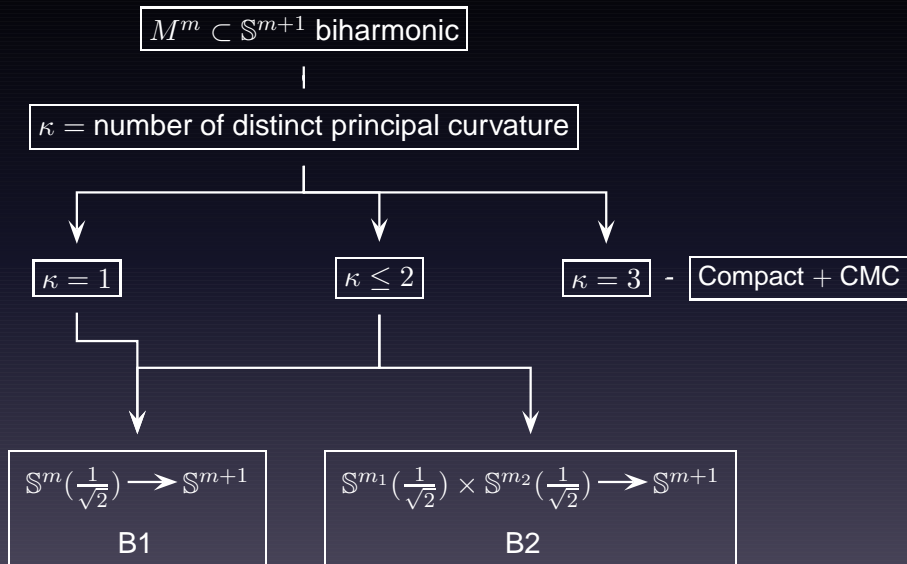 M^m ⊂ 𝕊^{m+1} biharmonic
κ = number of distinct principal curvature
κ = 1
κ ≤ 2
κ = 3 - Compact + CMC
𝕊^m(1/√2) ⟶ 𝕊^{m+1}
B1
𝕊^{m_1}(1/√2) × 𝕊^{m_2}(1/√2) ⟶ 𝕊^{m+1}
B2